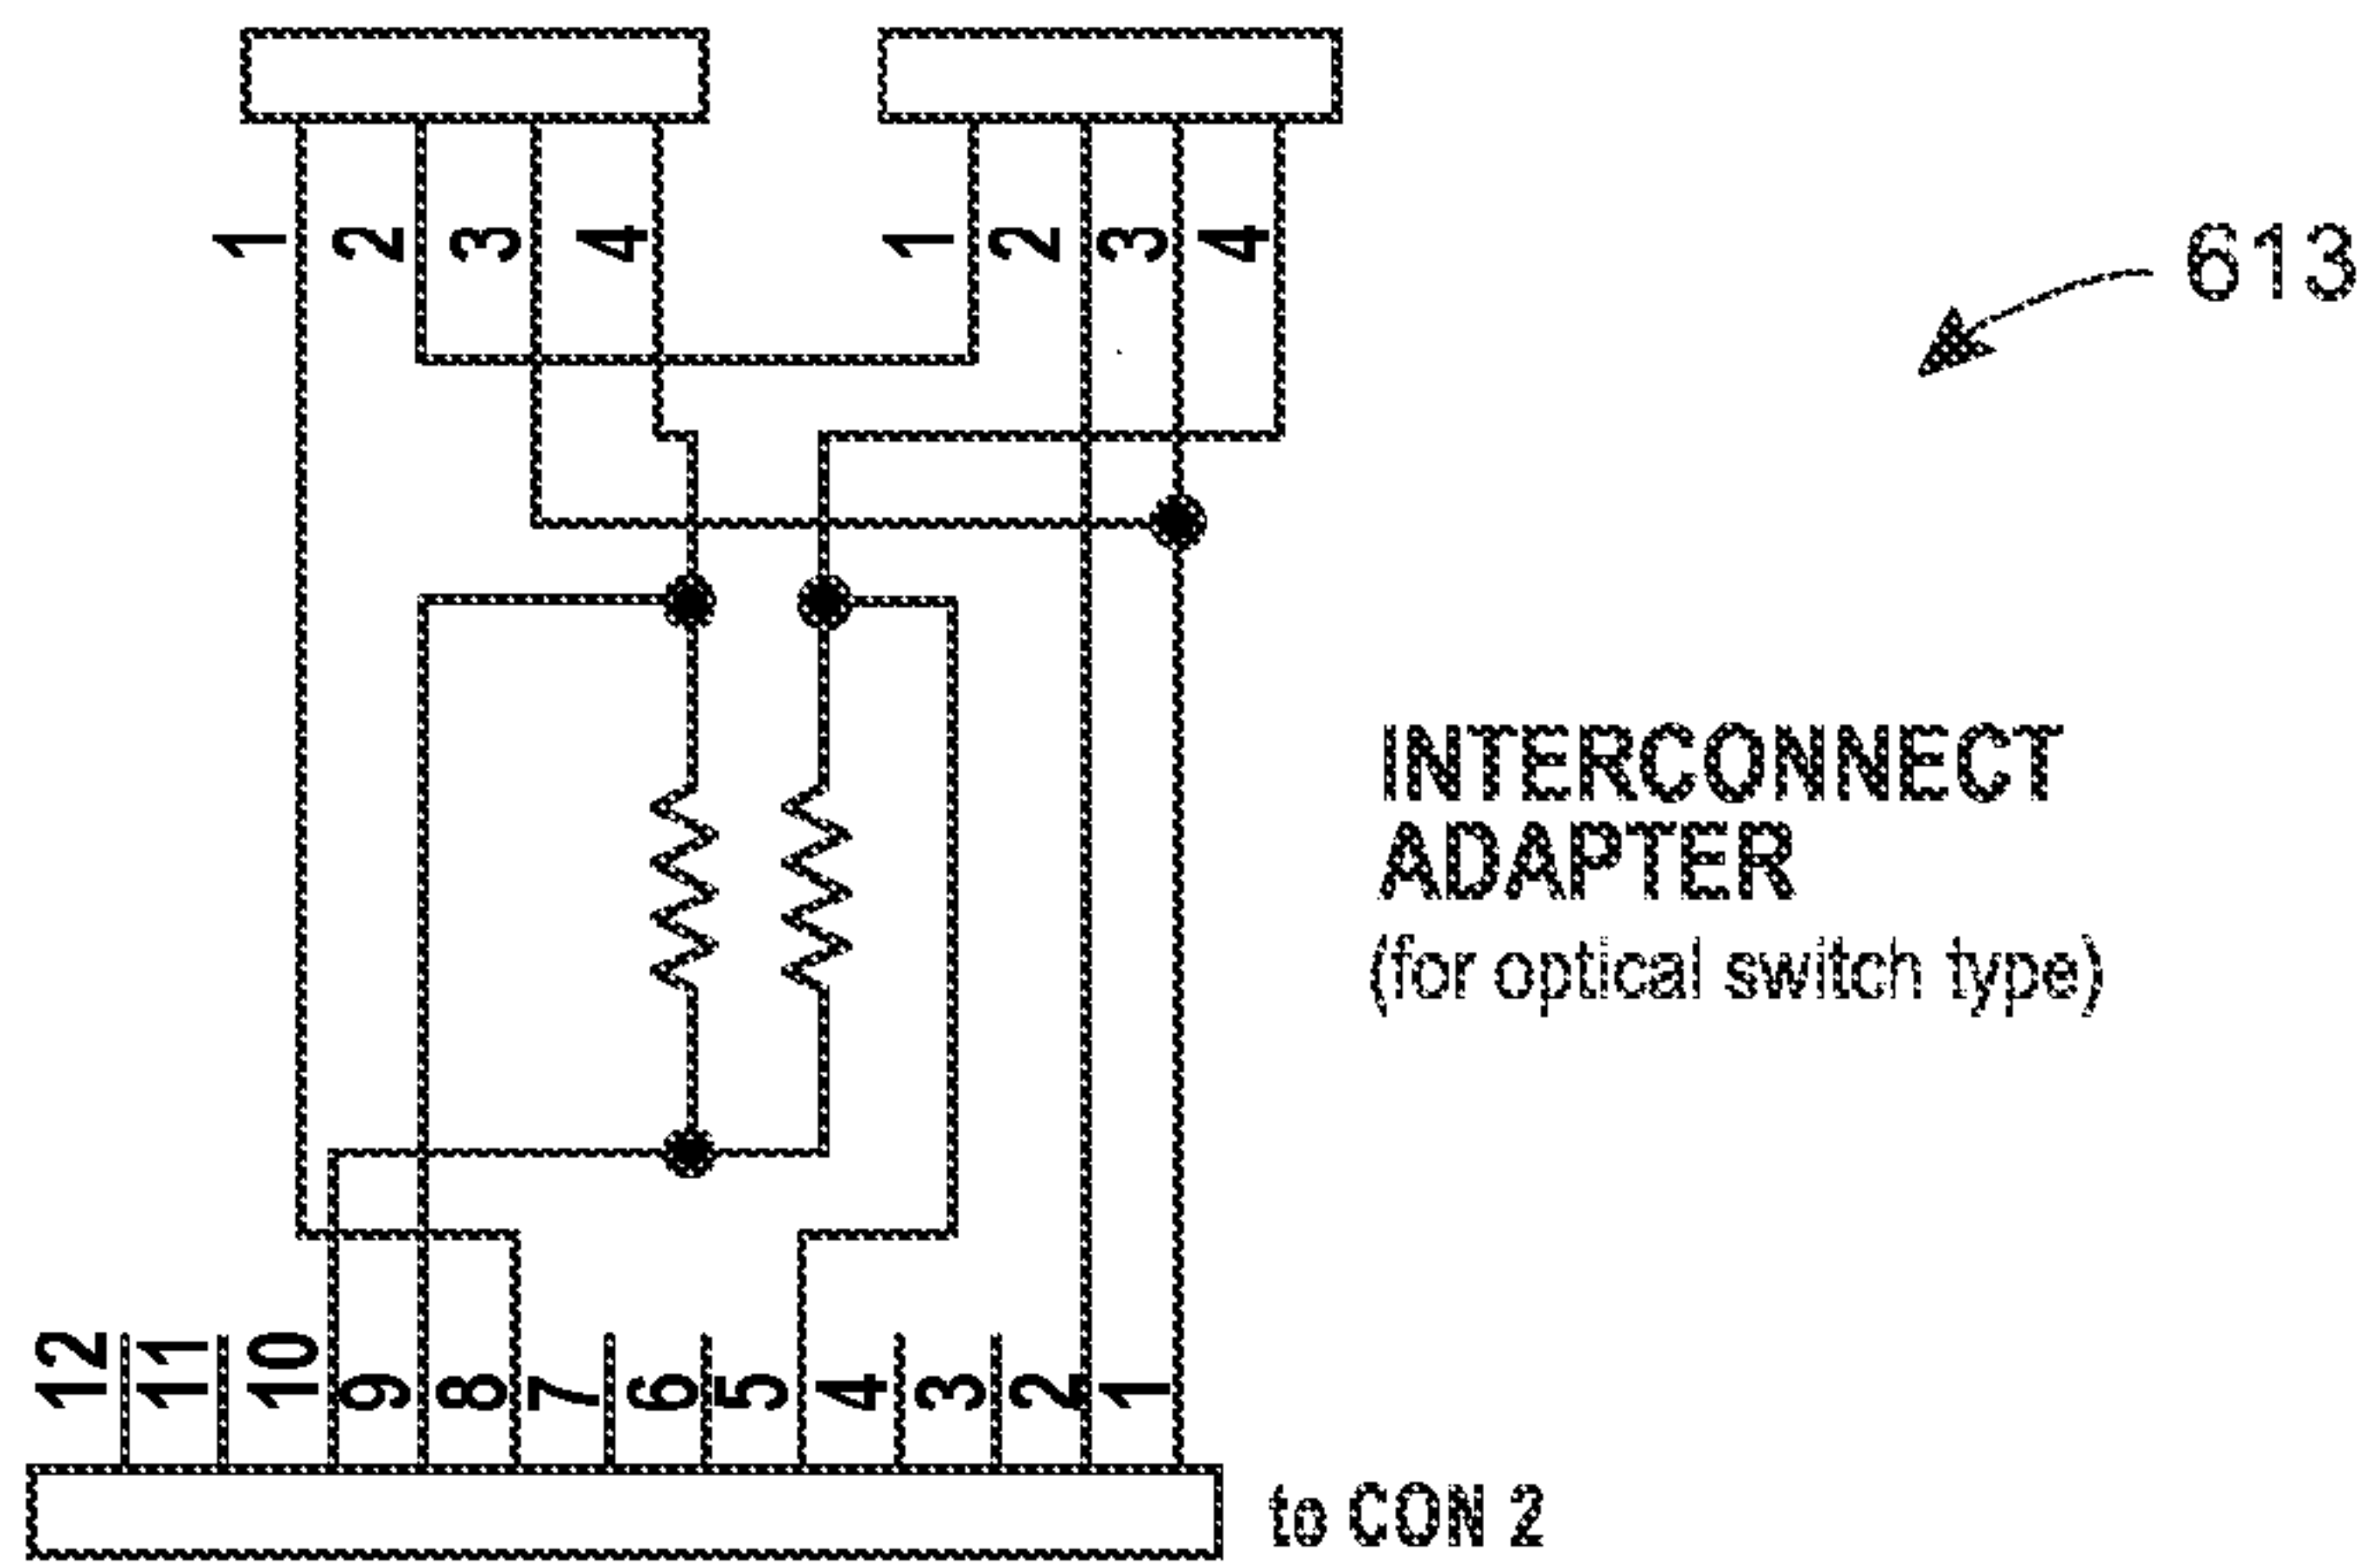 1 2 3 4 1 2 3 4
613
INTERCONNECT
ADAPTER
(for optical switch type)
12 11 10 9 8 7 6 5 4 3 2 1
to CON 2